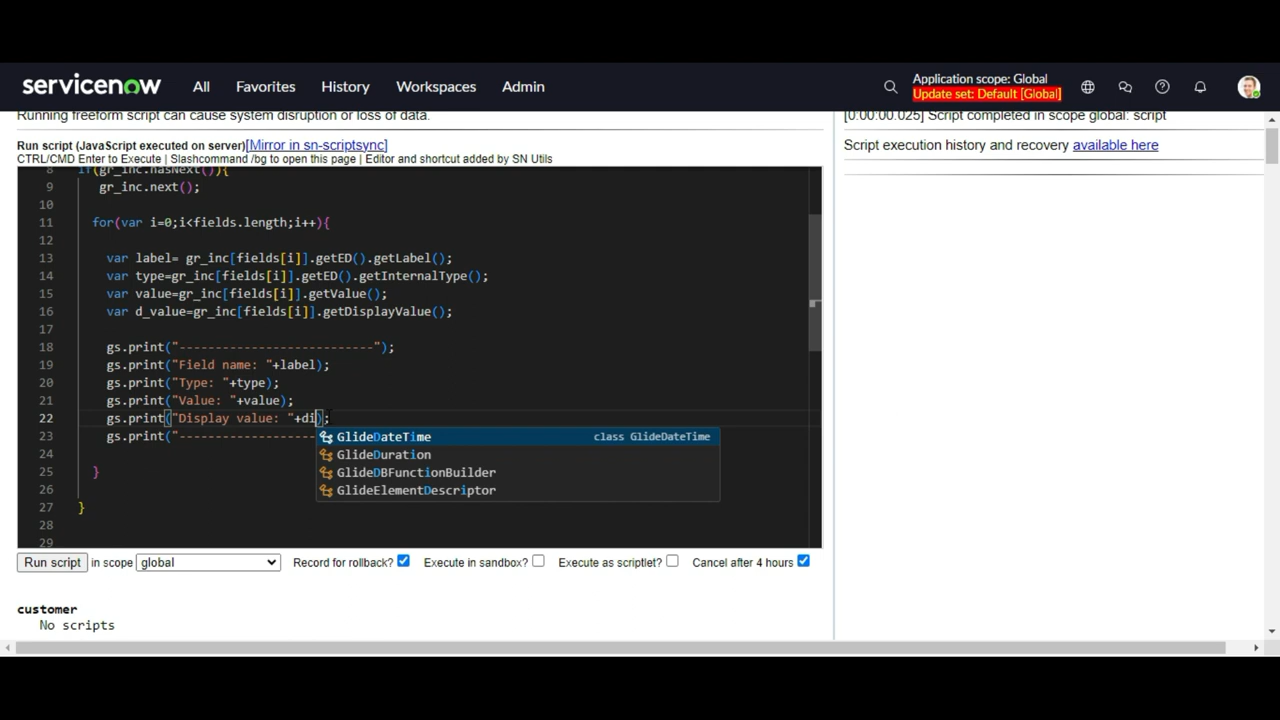 servicenow All Favorites History Workspaces Admin
Application scope: Global
Update set: Default [Global]
Running freeform script can cause system disruption or loss of data.
Run script (JavaScript executed on server)[Mirror in sn-scriptsync]
CTRL/CMD Enter to Execute | Slashcommand /bg to open this page | Editor and shortcut added by SN Utils
8 if(gr_inc.hasNext()){
9 gr_inc.next();
10
11 for(var i=0;i<fields.length;i++){
12
13 var label= gr_inc[fields[i]].getED().getLabel();
14 var type=gr_inc[fields[i]].getED().getInternalType();
15 var value=gr_inc[fields[i]].getValue();
16 var d_value=gr_inc[fields[i]].getDisplayValue();
17
18 gs.print("---------------------------");
19 gs.print("Field name: "+label);
20 gs.print("Type: "+type);
21 gs.print("Value: "+value);
22 gs.print("Display value: "+di);
23 gs.print("-------------------
GlideDateTime class GlideDateTime
GlideDuration
GlideDBFunctionBuilder
GlideElementDescriptor
24
25 }
26
27 }
28
29
Run script in scope global Record for rollback? Execute in sandbox? Execute as scriptlet? Cancel after 4 hours
customer
No scripts
[0:00:00.025] Script completed in scope global: script
Script execution history and recovery available here